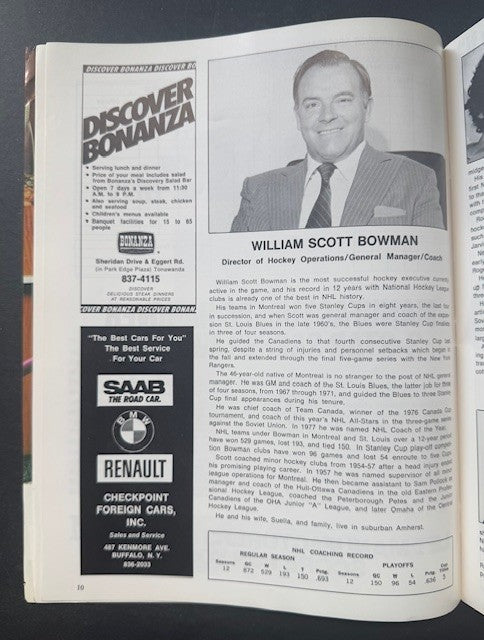 DISCOVER BONANZA DISCOVER BO
DISCOVER
BONANZA
• Serving lunch and dinner
• Price of your meal includes salad
from Bonanza's Discovery Salad Bar
• Open 7 days a week from 11:30
A.M. to 9 P.M.
• Also serving soup, steak, chicken
and seafood
• Children's menus available
• Banquet facilities for 15 to 65
people
BONANZA
Sheridan Drive & Eggert Rd.
(in Park Edge Plaza) Tonawanda
837-4115
DISCOVER
DELICIOUS STEAK DINNERS
AT REASONABLE PRICES
COVER BONANZA DISCOVER BONAN
"The Best Cars For You"
The Best Service
For Your Car
SAAB
THE ROAD CAR.
BMW
RENAULT
CHECKPOINT
FOREIGN CARS,
INC.
Sales and Service
487 KENMORE AVE.
BUFFALO, N.Y.
836-2033
10
WILLIAM SCOTT BOWMAN
Director of Hockey Operations/General Manager/Coach
William Scott Bowman is the most successful hockey executive currently
active in the game, and his record in 12 years with National Hockey League
clubs is already one of the best in NHL history.
His teams in Montreal won five Stanley Cups in eight years, the last four
in succession, and when Scott was general manager and coach of the expan-
sion St. Louis Blues in the late 1960's, the Blues were Stanley Cup finalists
in three of four seasons.
He guided the Canadiens to that fourth consecutive Stanley Cup last
spring, despite a string of injuries and personnel setbacks which began in
the fall and extended through the final five-game series with the New York
Rangers.
The 46-year-old native of Montreal is no stranger to the post of NHL general
manager. He was GM and coach of the St. Louis Blues, the latter job for three
of four seasons, from 1967 through 1971, and guided the Blues to three Stanley
Cup final appearances during his tenure.
He was chief coach of Team Canada, winner of the 1976 Canada Cup
tournament, and coach of this year's NHL All-Stars in the three-game series
against the Soviet Union. In 1977 he was named NHL Coach of the Year.
NHL teams under Bowman in Montreal and St. Louis over a 12-year period
have won 529 games, lost 193, and tied 150. In Stanley Cup play
tion Bowman clubs have won 96 games and lost 54 enroute to five Cups.
Scott coached minor hockey clubs from 1954-57 after a head injury ended
his promising playing career. In 1957 he was named supervisor of all minor
league operations for Montreal. He then became assistant to Sam Pollock as
manager and coach of the Hull-Ottawa Canadiens in the old Eastern Profes-
sional Hockey League, coached the Peterborough Petes and the Junior
Canadiens of the OHA Junior "A" League, and later Omaha of the Central
Hockey League.
He and his wife, Suella, and family, live in suburban Amherst.
NHL COACHING RECORD
REGULAR SEASON PLAYOFFS
Seasons GC W L T Pctg. Seasons GC W L Pctg. Cup
12 872 529 193 150 .693 12 150 96 54 .636 5
midge
His